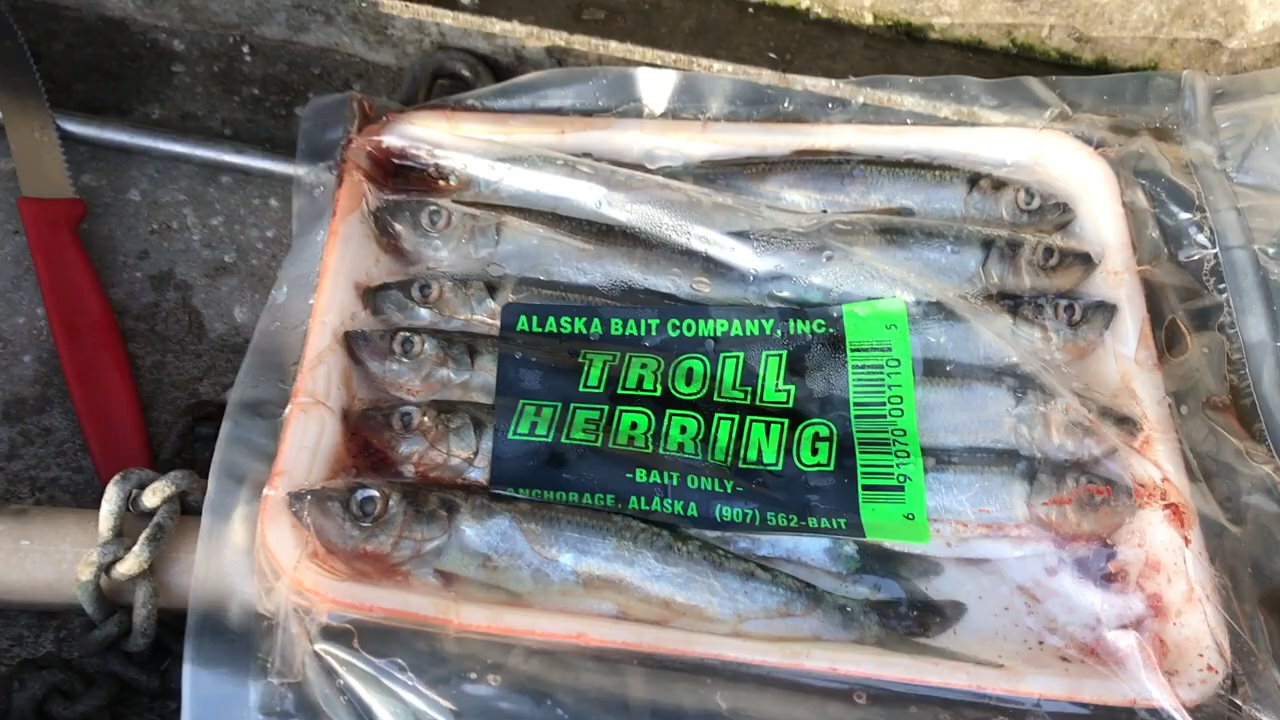 ALASKA BAIT COMPANY, INC.
TROLL
HERRING
-BAIT ONLY-
ANCHORAGE, ALASKA (907) 562-BAIT
6 91070 00110 5